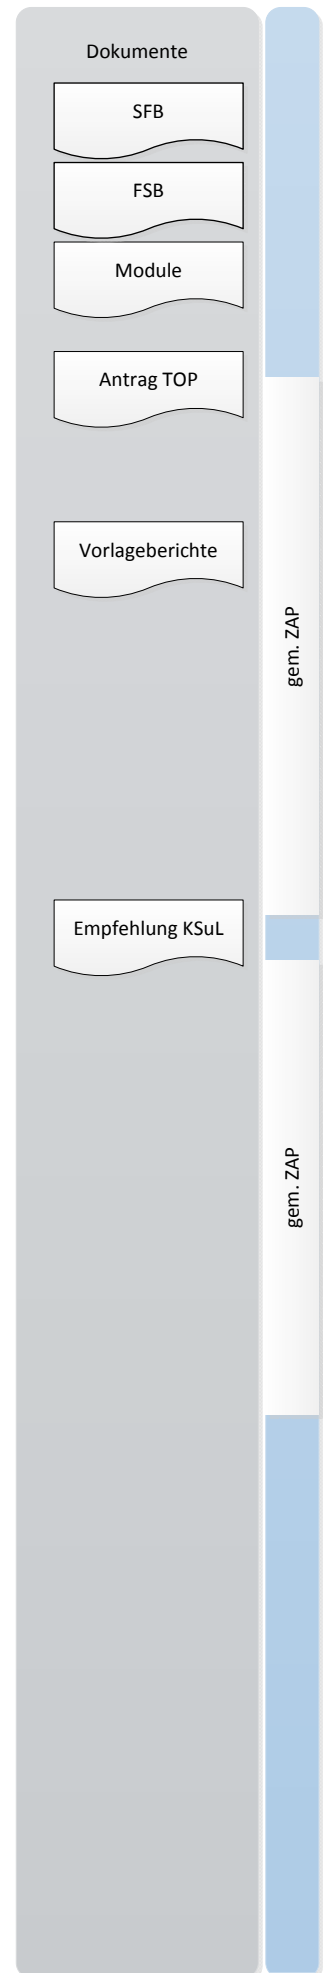 Dokumente
SFB
FSB
Module
Antrag TOP
Vorlageberichte
gem. ZAP
Empfehlung KSuL
gem. ZAP